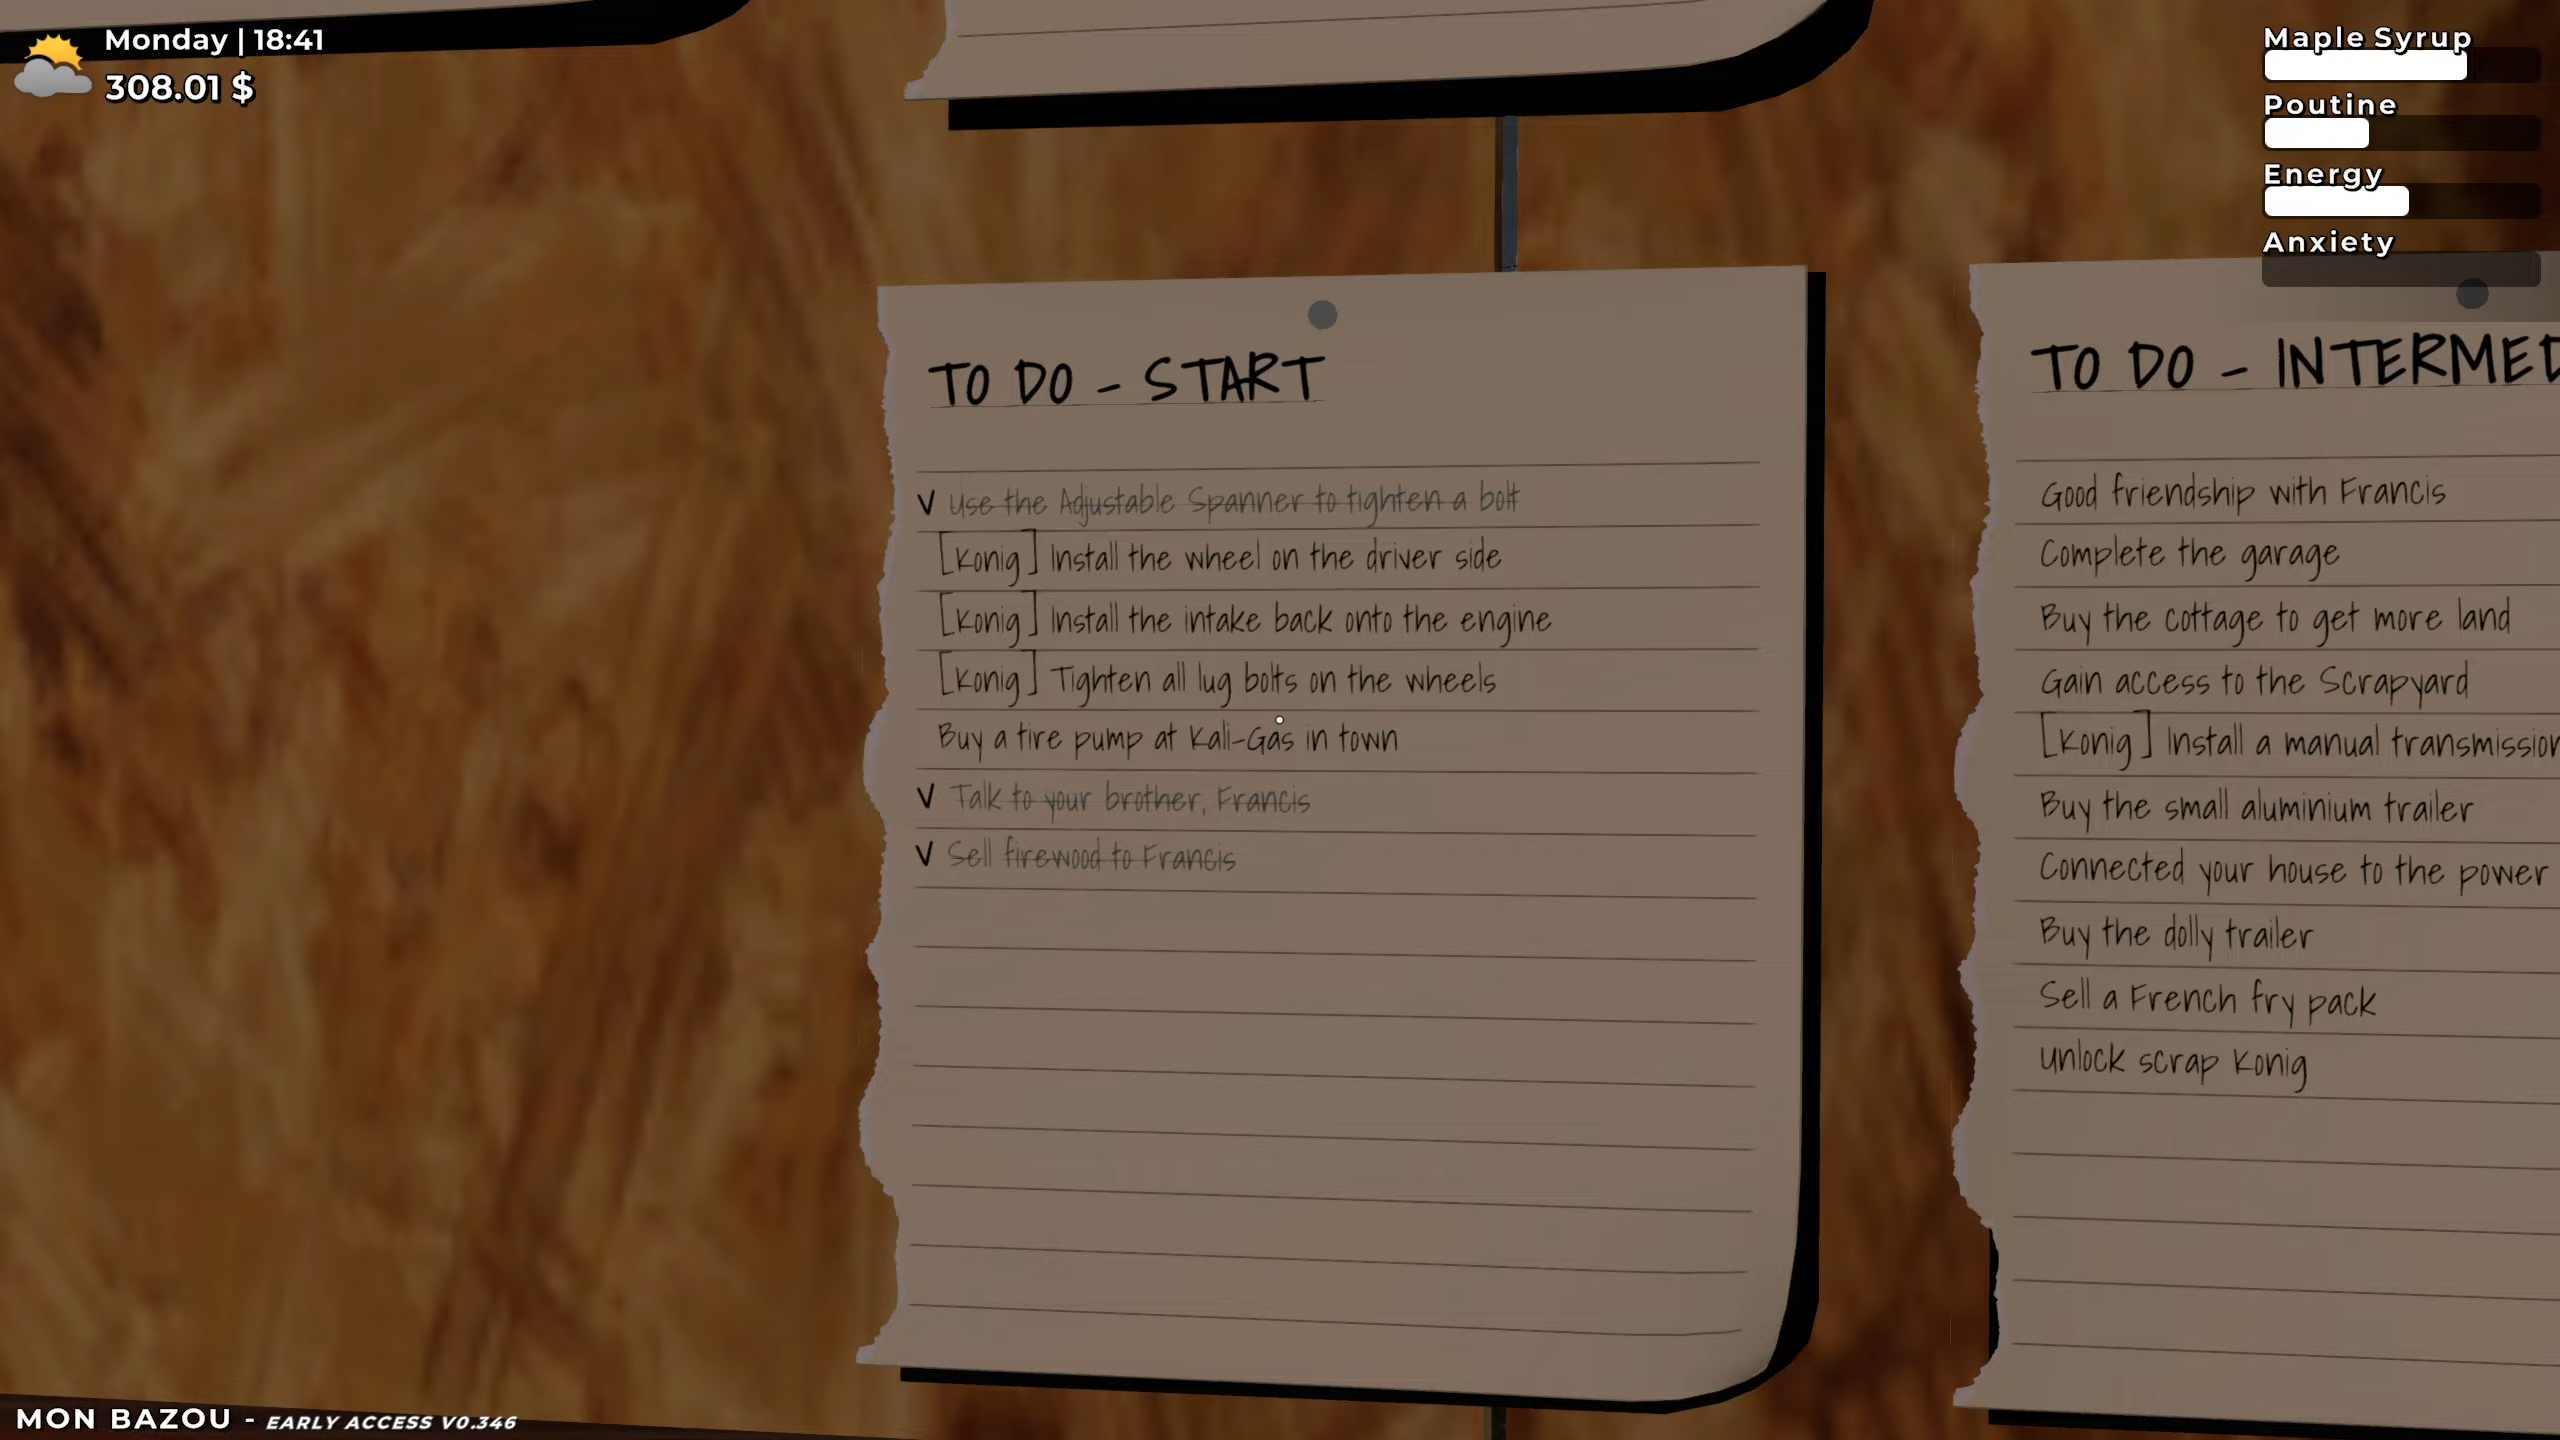 Monday | 18:41
308.01 $
Maple Syrup
Poutine
Energy
Anxiety
TO DO - START
V Use the Adjustable Spanner to tighten a bolt
[Konig] Install the wheel on the driver side
[Konig] Install the intake back onto the engine
[Konig] Tighten all lug bolts on the wheels
Buy a tire pump at Kali-Gas in town
V Talk to your brother, Francis
V Sell firewood to Francis
TO DO - INTERMED
Good friendship with Francis
Complete the garage
Buy the cottage to get more land
Gain access to the Scrapyard
[Konig] Install a manual transmission
Buy the small aluminium trailer
Connected your house to the power
Buy the dolly trailer
Sell a French fry pack
Unlock scrap Konig
MON BAZOU - EARLY ACCESS V0.346